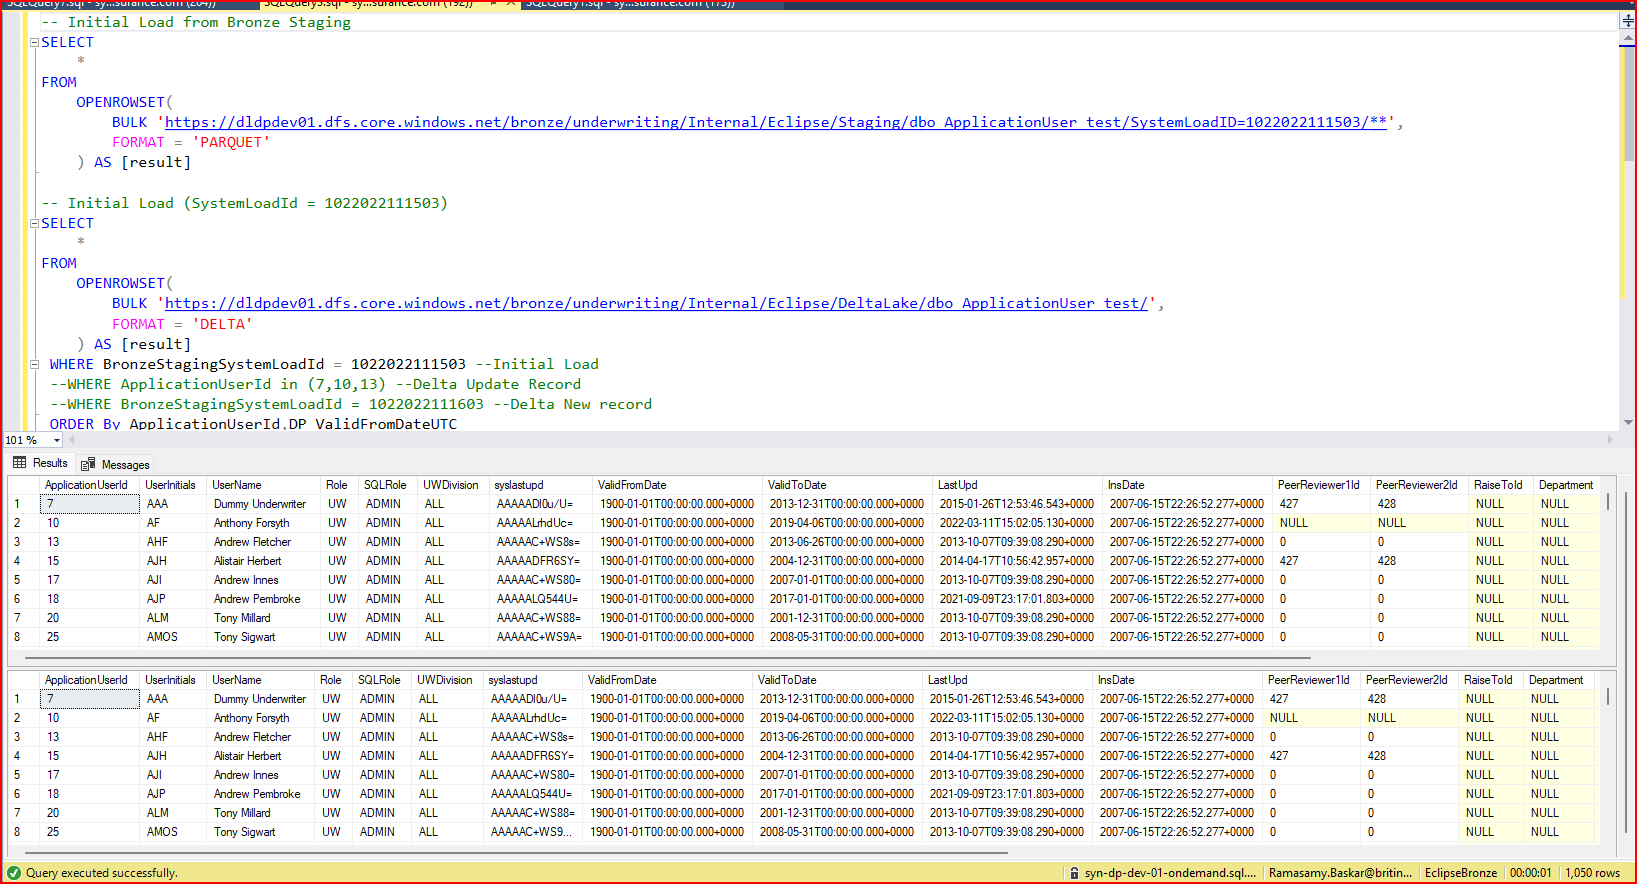 SQLQuery7.sql - sy...surance.com (204))
SQLQuery3.sql - sy...surance.com (192))
SQLQuery1.sql - sy...surance.com (173))
-- Initial Load from Bronze Staging
SELECT
*
FROM
OPENROWSET(
BULK 'https://dldpdev01.dfs.core.windows.net/bronze/underwriting/Internal/Eclipse/Staging/dbo_ApplicationUser_test/SystemLoadID=1022022111503/**',
FORMAT = 'PARQUET'
) AS [result]
-- Initial Load (SystemLoadId = 1022022111503)
SELECT
*
FROM
OPENROWSET(
BULK 'https://dldpdev01.dfs.core.windows.net/bronze/underwriting/Internal/Eclipse/DeltaLake/dbo_ApplicationUser_test/',
FORMAT = 'DELTA'
) AS [result]
WHERE BronzeStagingSystemLoadId = 1022022111503 --Initial Load
--WHERE ApplicationUserId in (7,10,13) --Delta Update Record
--WHERE BronzeStagingSystemLoadId = 1022022111603 --Delta New record
ORDER By ApplicationUserId,DP_ValidFromDateUTC
101 %
Results Messages
ApplicationUserId UserInitials UserName Role SQLRole UWDivision syslastupd ValidFromDate ValidToDate LastUpd InsDate PeerReviewer1Id PeerReviewer2Id RaiseToId Department
1 7 AAA Dummy Underwriter UW ADMIN ALL AAAAADI0u/U= 1900-01-01T00:00:00.000+0000 2013-12-31T00:00:00.000+0000 2015-01-26T12:53:46.543+0000 2007-06-15T22:26:52.277+0000 427 428 NULL NULL
2 10 AF Anthony Forsyth UW ADMIN ALL AAAAALrhdUc= 1900-01-01T00:00:00.000+0000 2019-04-06T00:00:00.000+0000 2022-03-11T15:02:05.130+0000 2007-06-15T22:26:52.277+0000 NULL NULL NULL NULL
3 13 AHF Andrew Fletcher UW ADMIN ALL AAAAAC+WS8s= 1900-01-01T00:00:00.000+0000 2013-06-26T00:00:00.000+0000 2013-10-07T09:39:08.290+0000 2007-06-15T22:26:52.277+0000 0 0 NULL NULL
4 15 AJH Alistair Herbert UW ADMIN ALL AAAAADFR6SY= 1900-01-01T00:00:00.000+0000 2004-12-31T00:00:00.000+0000 2014-04-17T10:56:42.957+0000 2007-06-15T22:26:52.277+0000 427 428 NULL NULL
5 17 AJI Andrew Innes UW ADMIN ALL AAAAAC+WS80= 1900-01-01T00:00:00.000+0000 2007-01-01T00:00:00.000+0000 2013-10-07T09:39:08.290+0000 2007-06-15T22:26:52.277+0000 0 0 NULL NULL
6 18 AJP Andrew Pembroke UW ADMIN ALL AAAAALQ544U= 1900-01-01T00:00:00.000+0000 2017-01-01T00:00:00.000+0000 2021-09-09T23:17:01.803+0000 2007-06-15T22:26:52.277+0000 0 0 NULL NULL
7 20 ALM Tony Millard UW ADMIN ALL AAAAAC+WS88= 1900-01-01T00:00:00.000+0000 2001-12-31T00:00:00.000+0000 2013-10-07T09:39:08.290+0000 2007-06-15T22:26:52.277+0000 0 0 NULL NULL
8 25 AMOS Tony Sigwart UW ADMIN ALL AAAAAC+WS9A= 1900-01-01T00:00:00.000+0000 2008-05-31T00:00:00.000+0000 2013-10-07T09:39:08.290+0000 2007-06-15T22:26:52.277+0000 0 0 NULL NULL
ApplicationUserId UserInitials UserName Role SQLRole UWDivision syslastupd ValidFromDate ValidToDate LastUpd InsDate PeerReviewer1Id PeerReviewer2Id RaiseToId Department
1 7 AAA Dummy Underwriter UW ADMIN ALL AAAAADI0u/U= 1900-01-01T00:00:00.000+0000 2013-12-31T00:00:00.000+0000 2015-01-26T12:53:46.543+0000 2007-06-15T22:26:52.277+0000 427 428 NULL NULL
2 10 AF Anthony Forsyth UW ADMIN ALL AAAAALrhdUc= 1900-01-01T00:00:00.000+0000 2019-04-06T00:00:00.000+0000 2022-03-11T15:02:05.130+0000 2007-06-15T22:26:52.277+0000 NULL NULL NULL NULL
3 13 AHF Andrew Fletcher UW ADMIN ALL AAAAAC+WS8s= 1900-01-01T00:00:00.000+0000 2013-06-26T00:00:00.000+0000 2013-10-07T09:39:08.290+0000 2007-06-15T22:26:52.277+0000 0 0 NULL NULL
4 15 AJH Alistair Herbert UW ADMIN ALL AAAAADFR6SY= 1900-01-01T00:00:00.000+0000 2004-12-31T00:00:00.000+0000 2014-04-17T10:56:42.957+0000 2007-06-15T22:26:52.277+0000 427 428 NULL NULL
5 17 AJI Andrew Innes UW ADMIN ALL AAAAAC+WS80= 1900-01-01T00:00:00.000+0000 2007-01-01T00:00:00.000+0000 2013-10-07T09:39:08.290+0000 2007-06-15T22:26:52.277+0000 0 0 NULL NULL
6 18 AJP Andrew Pembroke UW ADMIN ALL AAAAALQ544U= 1900-01-01T00:00:00.000+0000 2017-01-01T00:00:00.000+0000 2021-09-09T23:17:01.803+0000 2007-06-15T22:26:52.277+0000 0 0 NULL NULL
7 20 ALM Tony Millard UW ADMIN ALL AAAAAC+WS88= 1900-01-01T00:00:00.000+0000 2001-12-31T00:00:00.000+0000 2013-10-07T09:39:08.290+0000 2007-06-15T22:26:52.277+0000 0 0 NULL NULL
8 25 AMOS Tony Sigwart UW ADMIN ALL AAAAAC+WS9... 1900-01-01T00:00:00.000+0000 2008-05-31T00:00:00.000+0000 2013-10-07T09:39:08.290+0000 2007-06-15T22:26:52.277+0000 0 0 NULL NULL
Query executed successfully. syn-dp-dev-01-ondemand.sql.... Ramasamy.Baskar@britin... EclipseBronze 00:00:01 1,050 rows